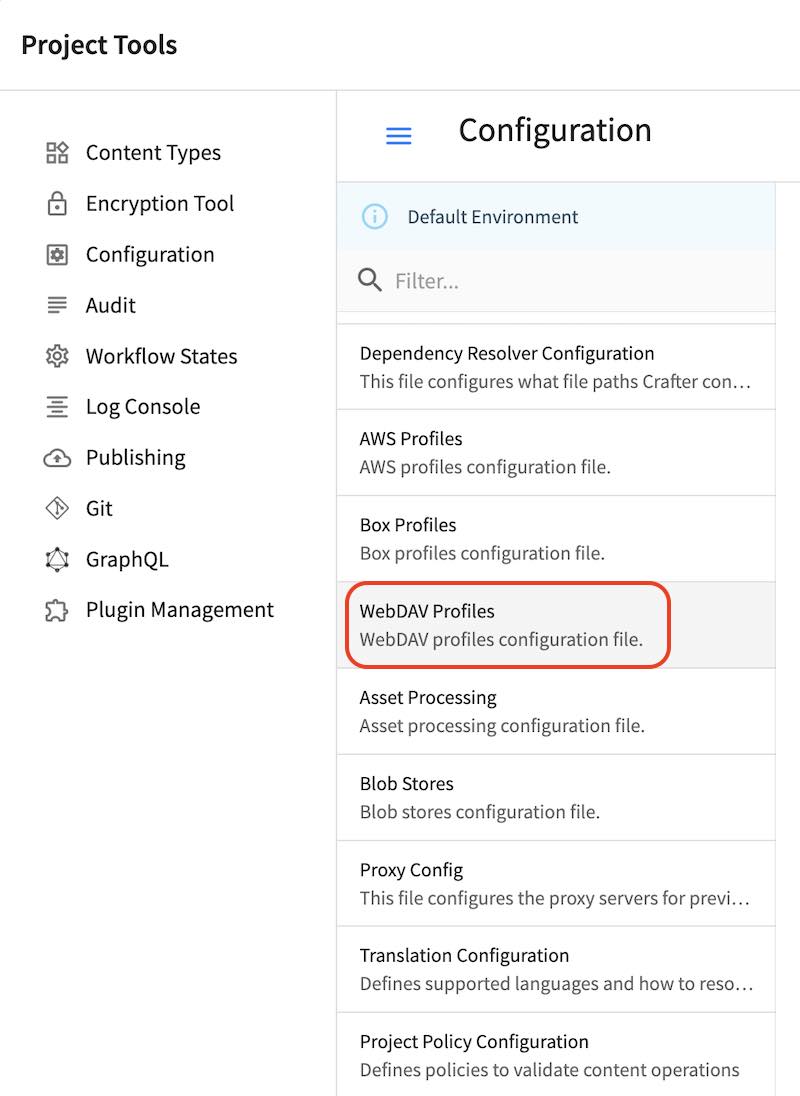 Project Tools
Content Types
Encryption Tool
Configuration
Audit
Workflow States
Log Console
Publishing
Git
GraphQL
Plugin Management
Configuration
Default Environment
Filter...
Dependency Resolver Configuration
This file configures what file paths Crafter con...
AWS Profiles
AWS profiles configuration file.
Box Profiles
Box profiles configuration file.
WebDAV Profiles
WebDAV profiles configuration file.
Asset Processing
Asset processing configuration file.
Blob Stores
Blob stores configuration file.
Proxy Config
This file configures the proxy servers for previ...
Translation Configuration
Defines supported languages and how to reso...
Project Policy Configuration
Defines policies to validate content operations